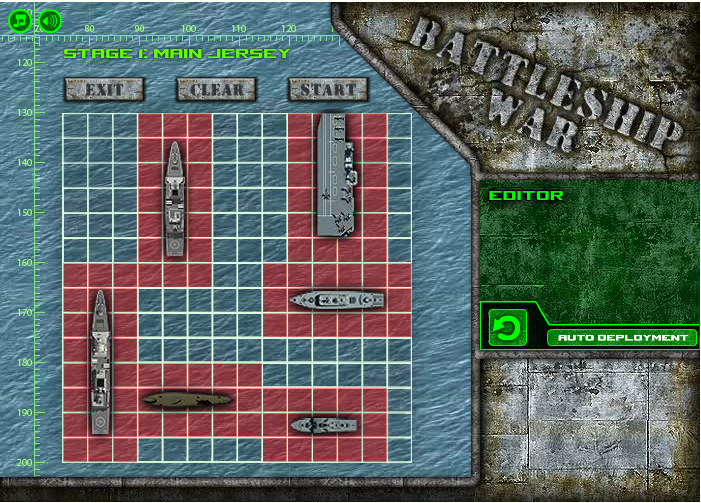 90 100 110 120
STAGE 1: MAIN JERSEY
EXIT CLEAR START
BATTLESHIP
WAR
EDITOR
AUTO DEPLOYMENT
120
130
140
150
160
170
180
190
200